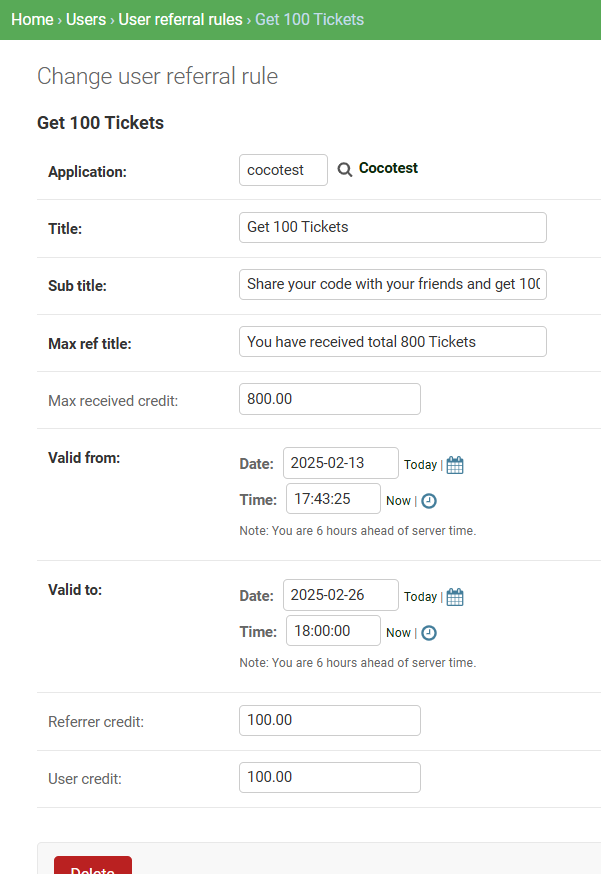 Home › Users › User referral rules › Get 100 Tickets
Change user referral rule
Get 100 Tickets
Application: cocotest Cocotest
Title: Get 100 Tickets
Sub title: Share your code with your friends and get 100
Max ref title: You have received total 800 Tickets
Max received credit: 800.00
Valid from: Date: 2025-02-13 Today |
Time: 17:43:25 Now |
Note: You are 6 hours ahead of server time.
Valid to: Date: 2025-02-26 Today |
Time: 18:00:00 Now |
Note: You are 6 hours ahead of server time.
Referrer credit: 100.00
User credit: 100.00
Delete